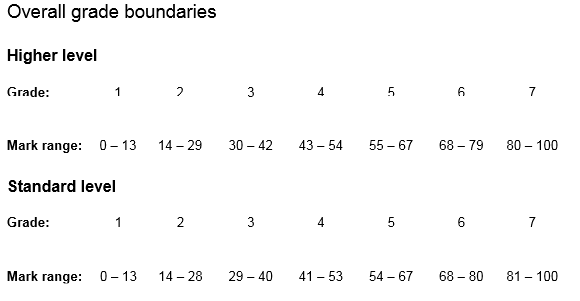 Overall grade boundaries
Higher level
Grade: 1 2 3 4 5 6 7
Mark range: 0 – 13 14 – 29 30 – 42 43 – 54 55 – 67 68 – 79 80 – 100
Standard level
Grade: 1 2 3 4 5 6 7
Mark range: 0 – 13 14 – 28 29 – 40 41 – 53 54 – 67 68 – 80 81 – 100